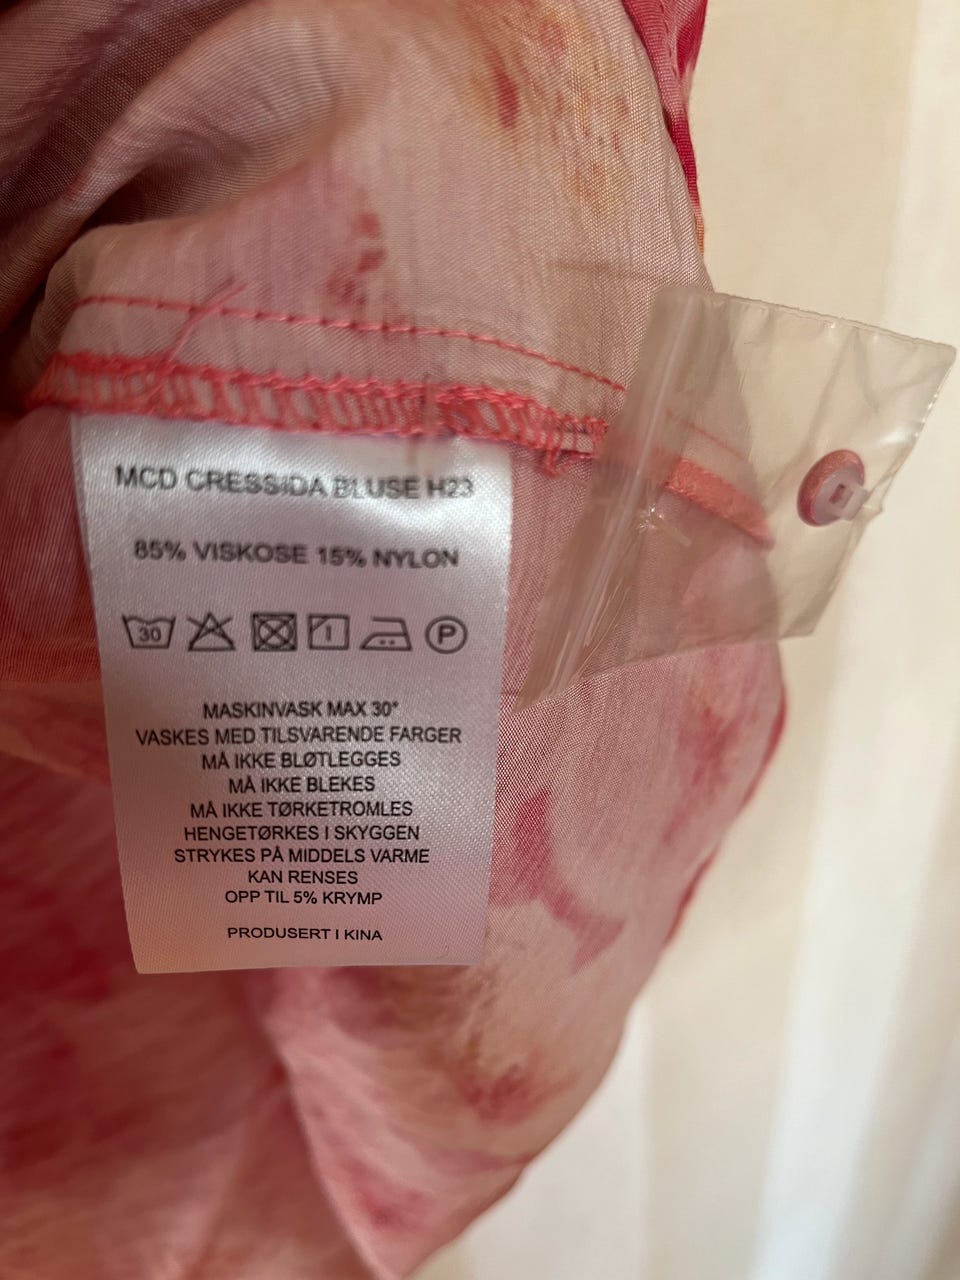 MCD CRESSIDA BLUSE H23
85% VISKOSE 15% NYLON
30 P
MASKINVASK MAX 30°
VASKES MED TILSVARENDE FARGER
MÅ IKKE BLØTLEGGES
MÅ IKKE BLEKES
MÅ IKKE TØRKETROMLES
HENGETØRKES I SKYGGEN
STRYKES PÅ MIDDELS VARME
KAN RENSES
OPP TIL 5% KRYMP
PRODUSERT I KINA